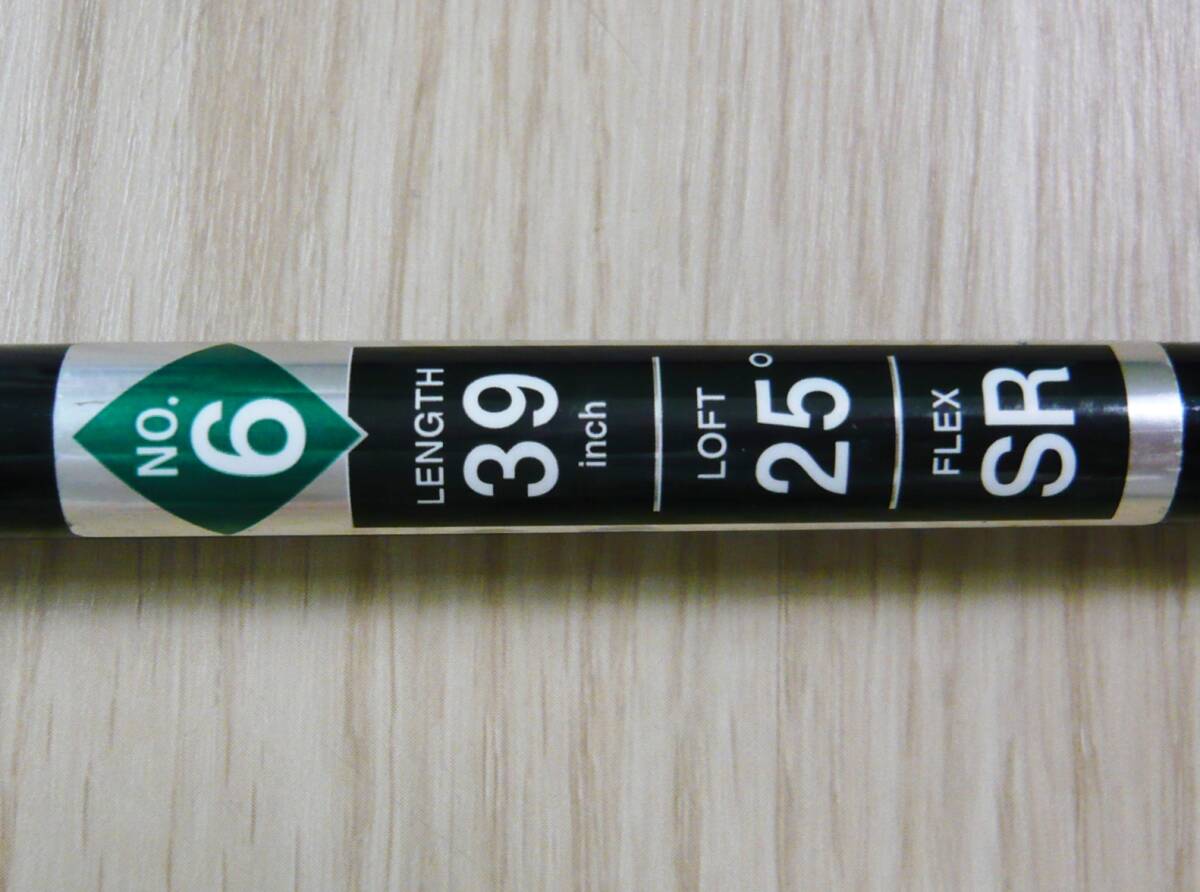 NO.
6
LENGTH
39
inch
LOFT
25°
FLEX
SR